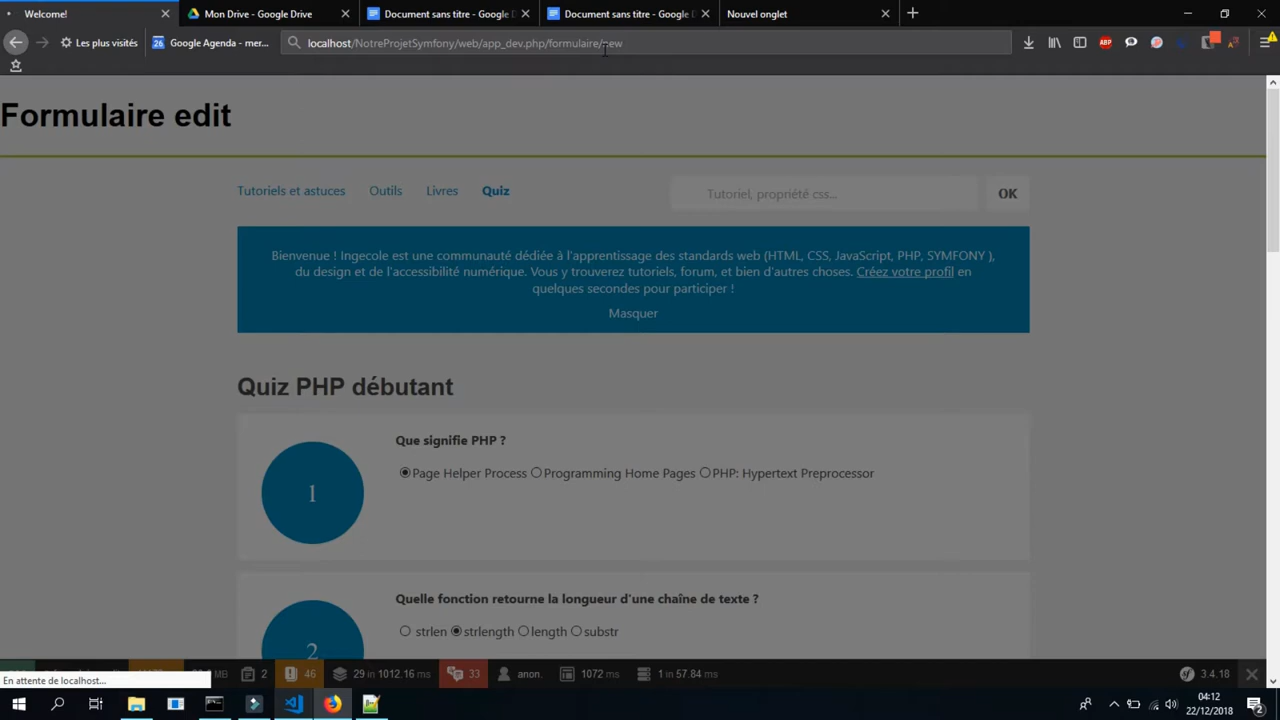 Welcome!
Mon Drive - Google Drive
Document sans titre - Google D
Document sans titre - Google D
Nouvel onglet
Les plus visités
26
Google Agenda - mer...
localhost/NotreProjetSymfony/web/app_dev.php/formulaire/new
ABP
Formulaire edit
Tutoriels et astuces
Outils
Livres
Quiz
Tutoriel, propriété css...
OK
Bienvenue ! Ingecole est une communauté dédiée à l'apprentissage des standards web (HTML, CSS, JavaScript, PHP, SYMFONY ),
du design et de l'accessibilité numérique. Vous y trouverez tutoriels, forum, et bien d'autres choses. Créez votre profil en
quelques secondes pour participer !
Masquer
Quiz PHP débutant
1
Que signifie PHP ?
Page Helper Process
Programming Home Pages
PHP: Hypertext Preprocessor
2
Quelle fonction retourne la longueur d'une chaîne de texte ?
strlen
strlength
length
substr
MB
2
46
29 in 1012.16 ms
33
anon.
1072 ms
1 in 57.84 ms
3.4.18
En attente de localhost...
04:12
22/12/2018
2